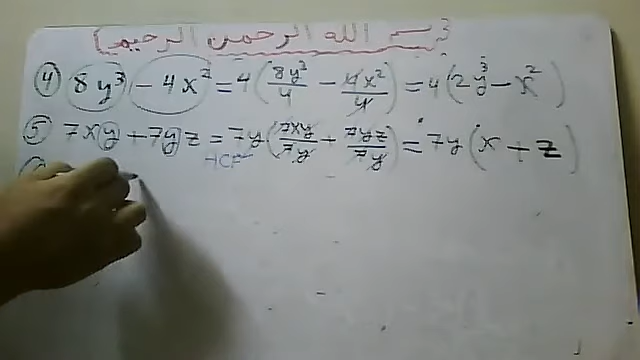 بسم الله الرحمن الرحيم
④ 8y³ - 4x² = 4(8y³/4 - 4x²/4) = 4(2y³ - x²)
⑤ 7xy + 7yz = 7y(7xy/7y + 7yz/7y) = 7y(x + z)
HCF